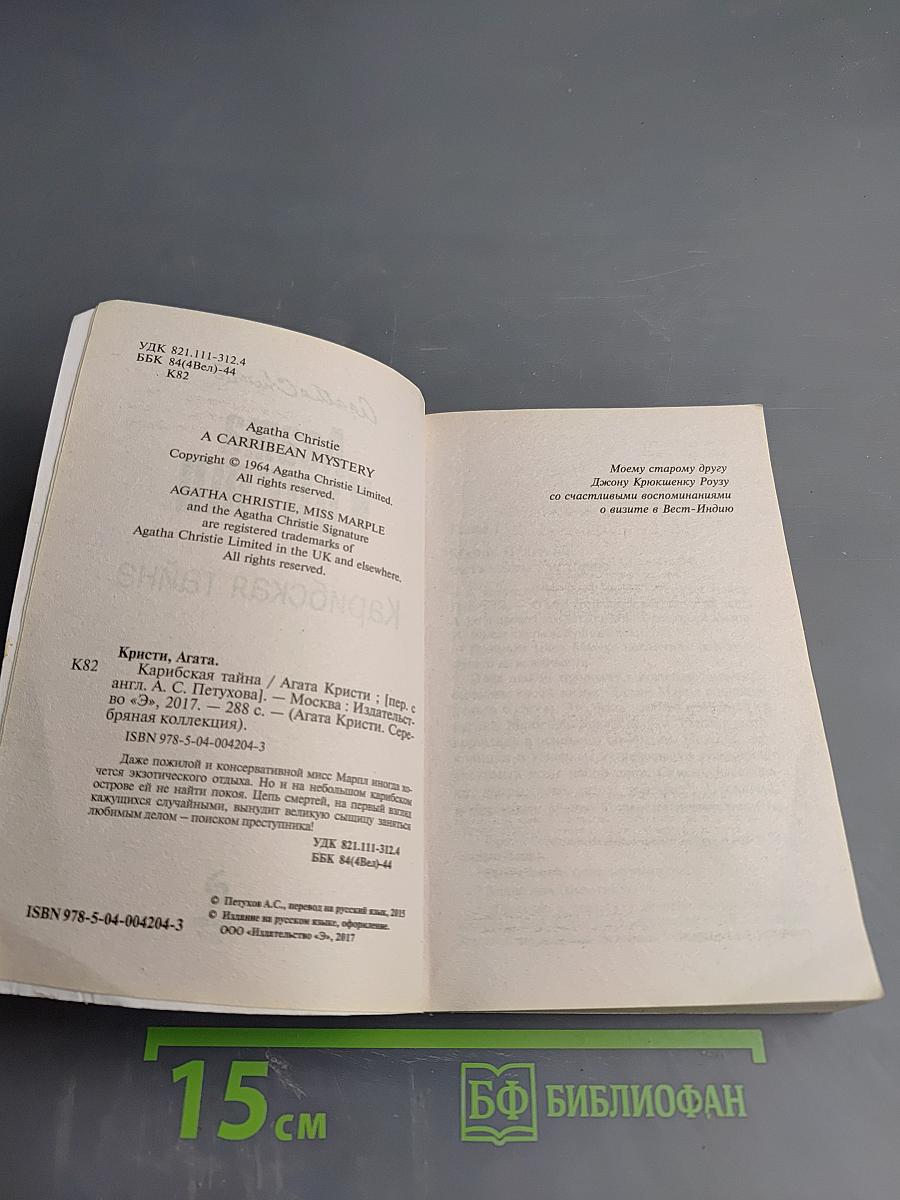 УДК 821.111-312.4
ББК 84(4Вел)-44
К82
Agatha Christie
A CARRIBEAN MYSTERY
Copyright © 1964 Agatha Christie Limited.
All rights reserved.
AGATHA CHRISTIE, MISS MARPLE
and the Agatha Christie Signature
are registered trademarks of
Agatha Christie Limited in the UK and elsewhere.
All rights reserved.
Кристи, Агата.
К82 Карибская тайна / Агата Кристи ; [пер. с
англ. А. С. Петухова]. — Москва : Издательст-
во «Э», 2017. — 288 с. — (Агата Кристи. Сере-
бряная коллекция).
ISBN 978-5-04-004204-3
Даже пожилой и консервативной мисс Марпл иногда хо-
чется экзотического отдыха. Но и на небольшом карибском
острове ей не найти покоя. Цепь смертей, на первый взгляд
кажущихся случайными, вынудит великую сыщицу заняться
любимым делом — поиском преступника!
УДК 821.111-312.4
ББК 84(4Вел)-44
© Петухов А.С., перевод на русский язык, 2015
© Издание на русском языке, оформление.
ООО «Издательство «Э», 2017
ISBN 978-5-04-004204-3
Моему старому другу
Джону Крюкшенку Роузу
со счастливыми воспоминаниями
о визите в Вест-Индию
15 см
БФ БИБЛИОФАН